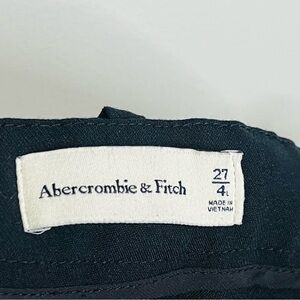 Abercrombie & Fitch
27
4L
MADE IN
VIETNAM